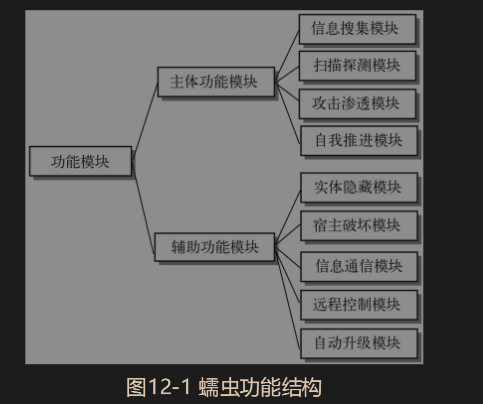 信息搜集模块
扫描探测模块
主体功能模块
攻击渗透模块
自我推进模块
功能模块
实体隐藏模块
宿主破坏模块
辅助功能模块
信息通信模块
远程控制模块
自动升级模块
图12-1 蠕虫功能结构